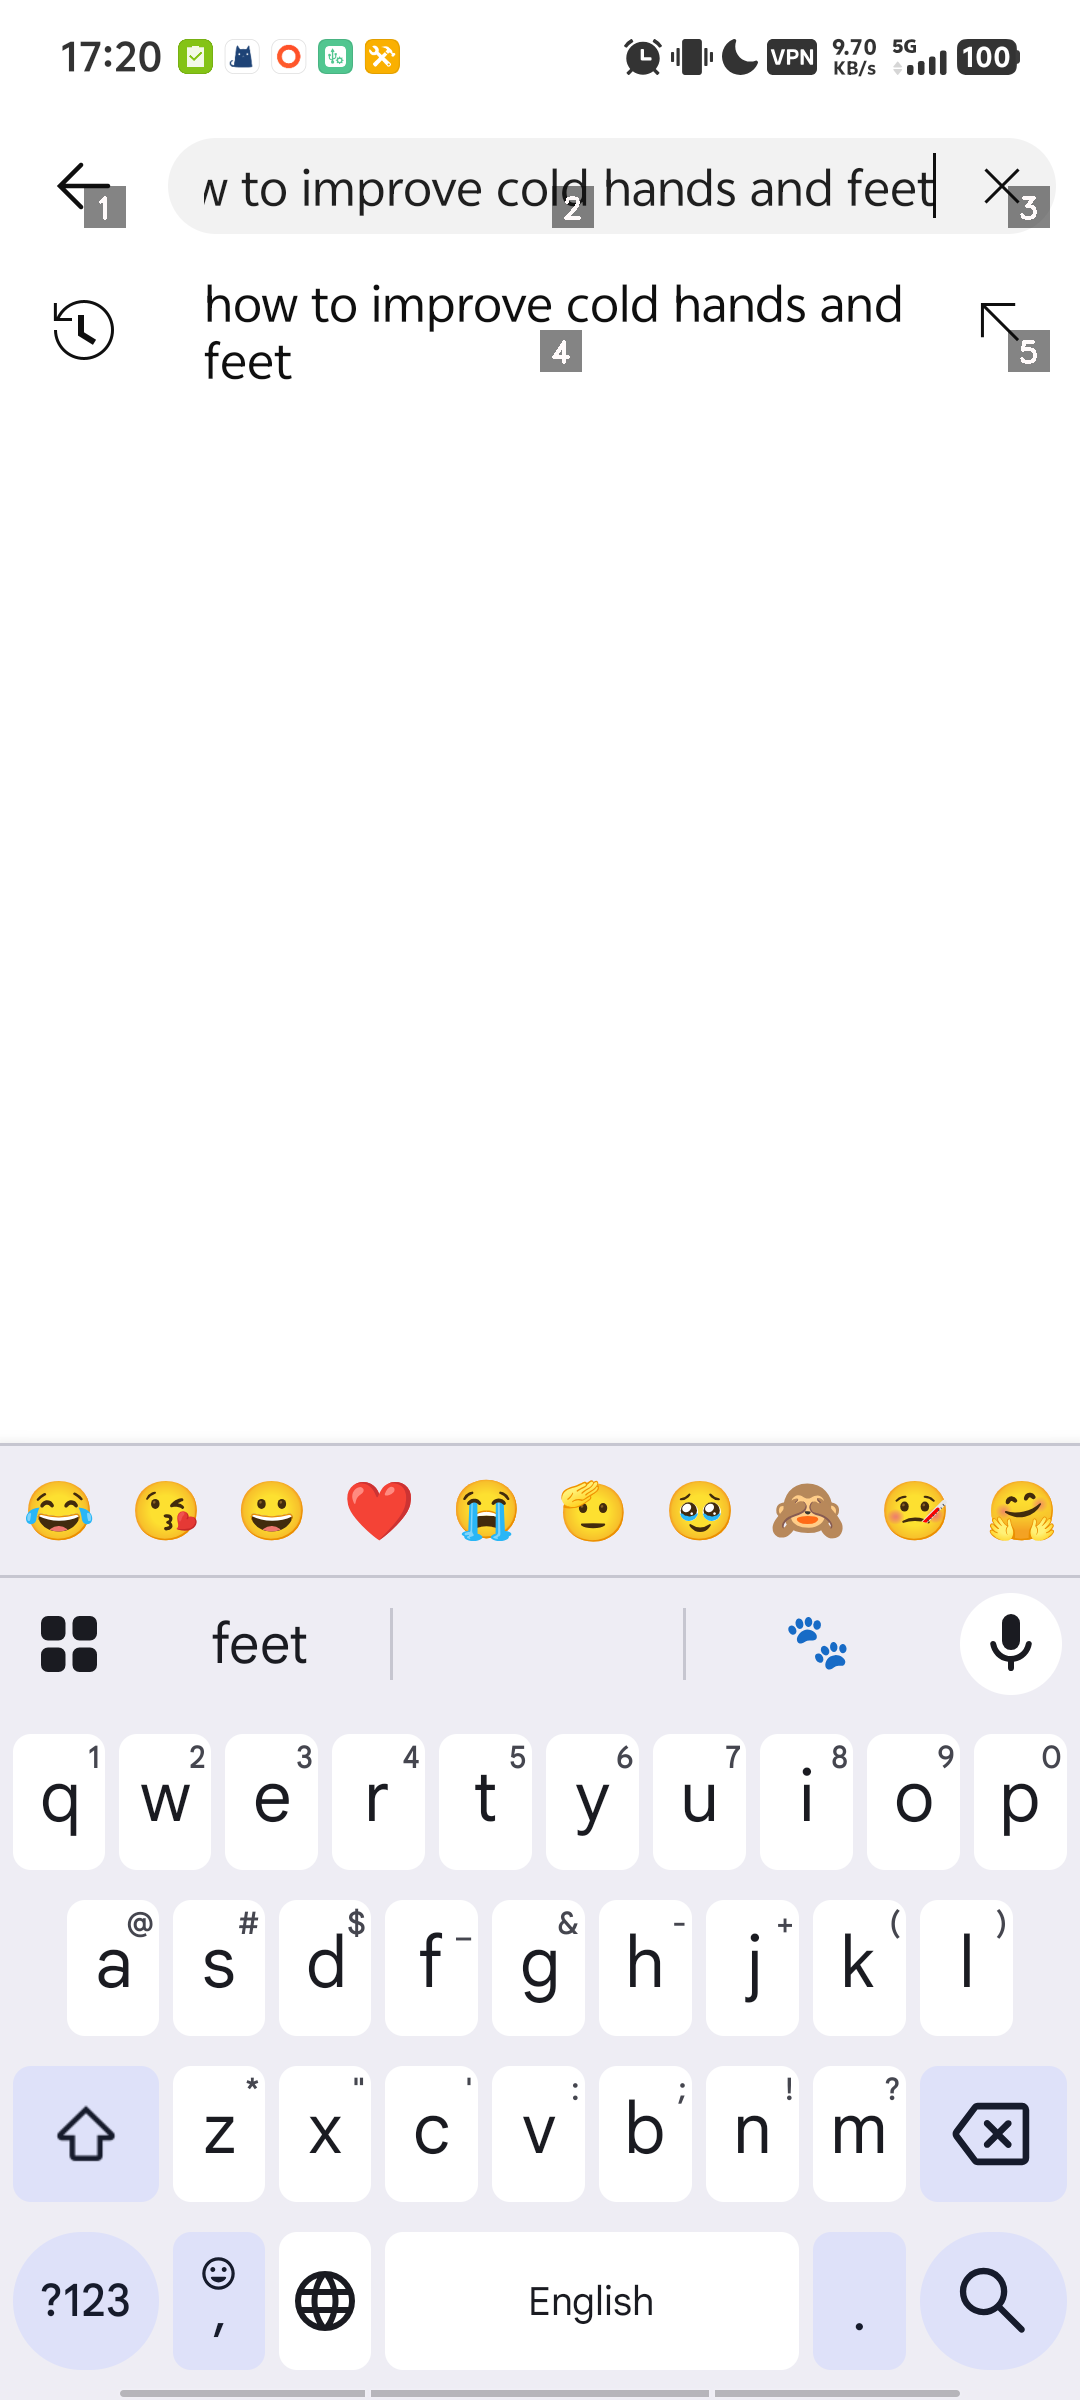 17:20
VPN
9.70
KB/s
5G
100
w to improve cold hands and feet
1
2
3
how to improve cold hands and
feet
4
5
feet
1 2 3 4 5 6 7 8 9 0
q w e r t y u i o p
@ # $ _ & - + ( )
a s d f g h j k l
* " ' : ; ! ?
z x c v b n m
?123
,
English
.